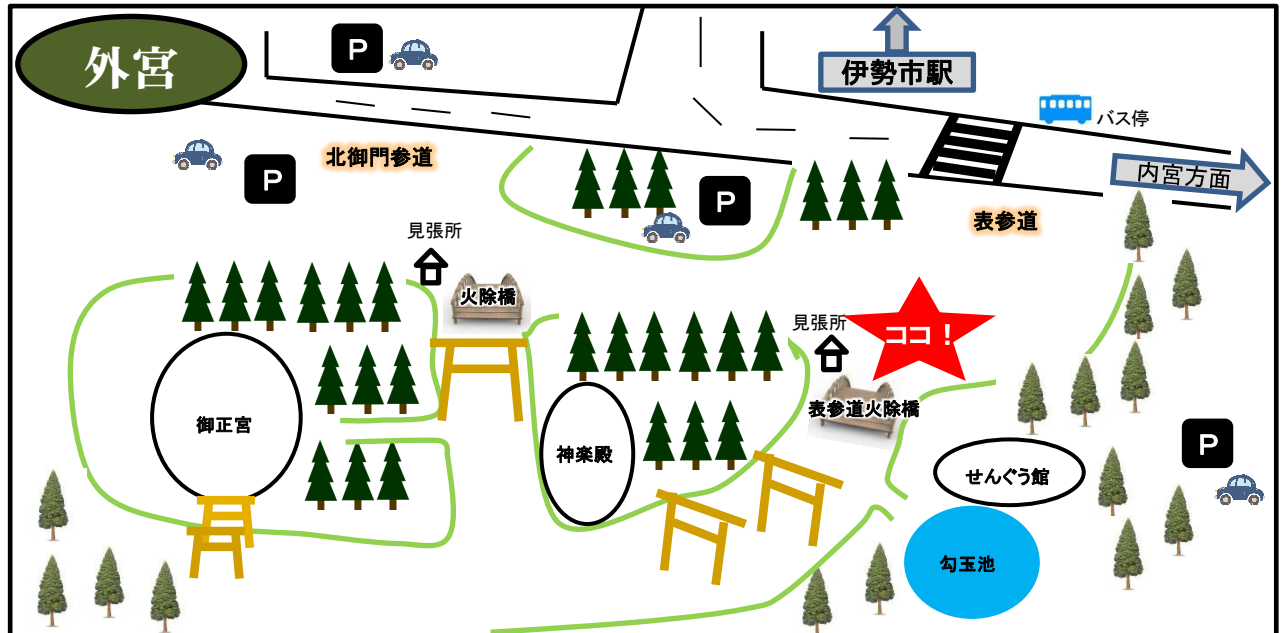 外宮
P
伊勢市駅
バス停
北御門参道
P
P
内宮方面
表参道
見張所
火除橋
見張所
ココ！
表参道火除橋
御正宮
神楽殿
P
せんぐう館
勾玉池